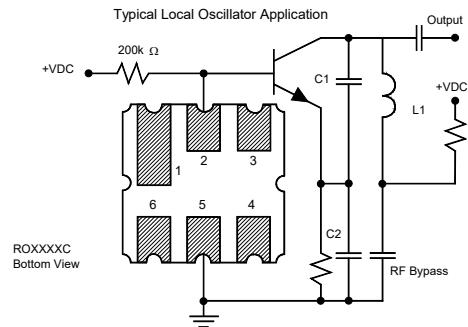 Typical Local Oscillator Application
Output
200k Ω
+VDC
C1
+VDC
L1
1
2
3
6
5
4
C2
ROXXXXC
Bottom View
RF Bypass